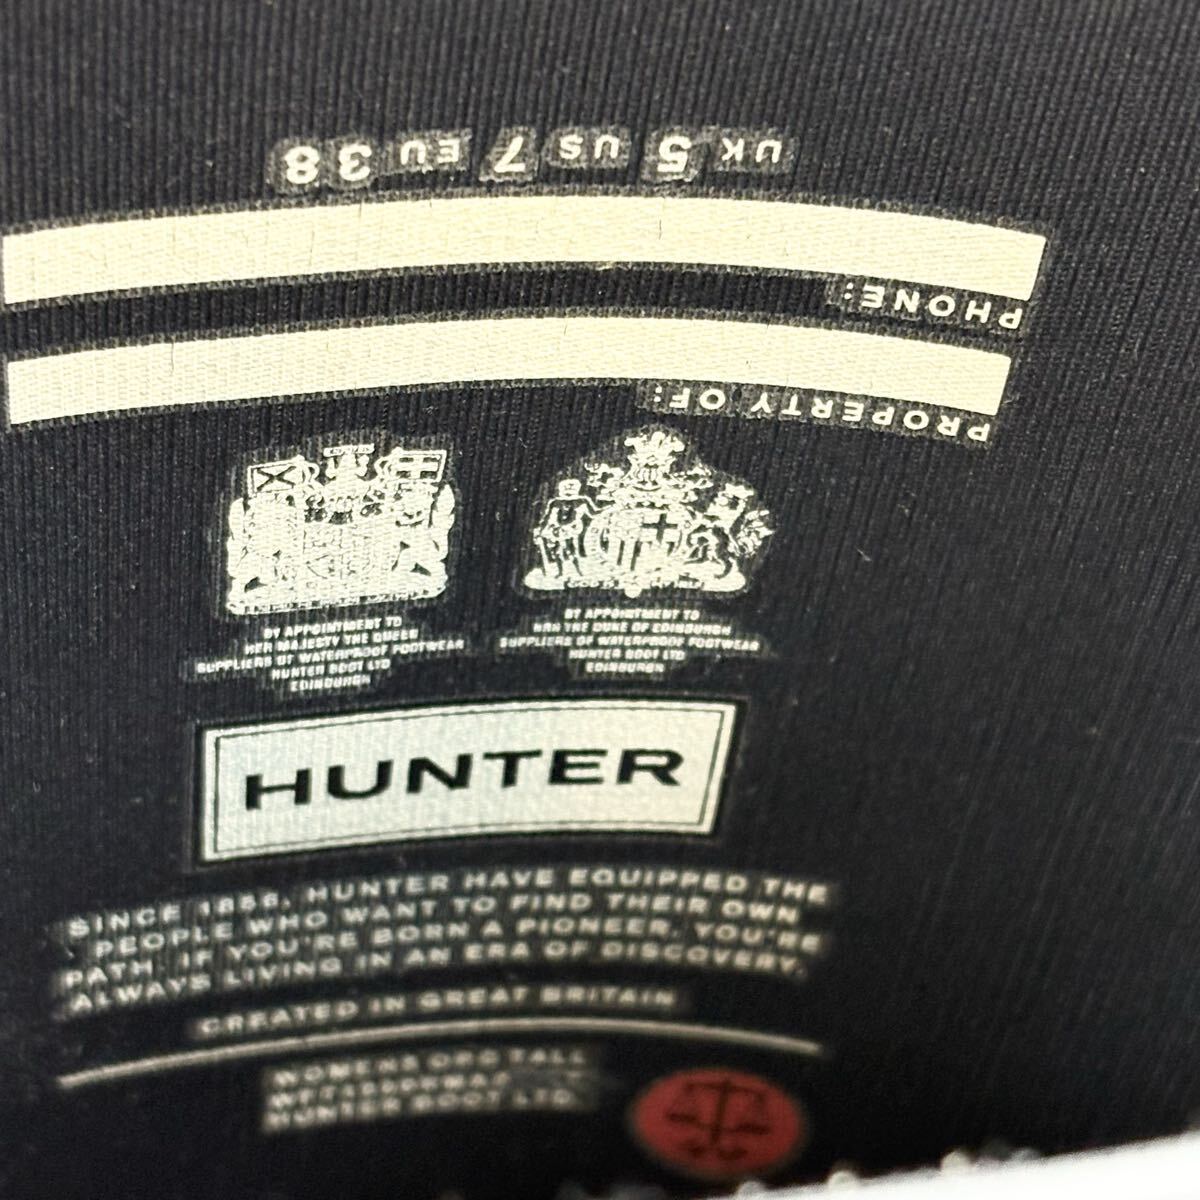 UK 5 US 7 EU 38
PHONE:
PROPERTY OF:
BY APPOINTMENT TO
HER MAJESTY THE QUEEN
SUPPLIERS OF WATERPROOF FOOTWEAR
HUNTER BOOT LTD
EDINBURGH
BY APPOINTMENT TO
HRH THE DUKE OF EDINBURGH
SUPPLIERS OF WATERPROOF FOOTWEAR
HUNTER BOOT LTD
EDINBURGH
HUNTER
SINCE 1856, HUNTER HAVE EQUIPPED THE
PEOPLE WHO WANT TO FIND THEIR OWN
PATH. IF YOU'RE BORN A PIONEER, YOU'RE
ALWAYS LIVING IN AN ERA OF DISCOVERY.
CREATED IN GREAT BRITAIN
WOMENS ORG TALL
HUNTER BOOT LTD.